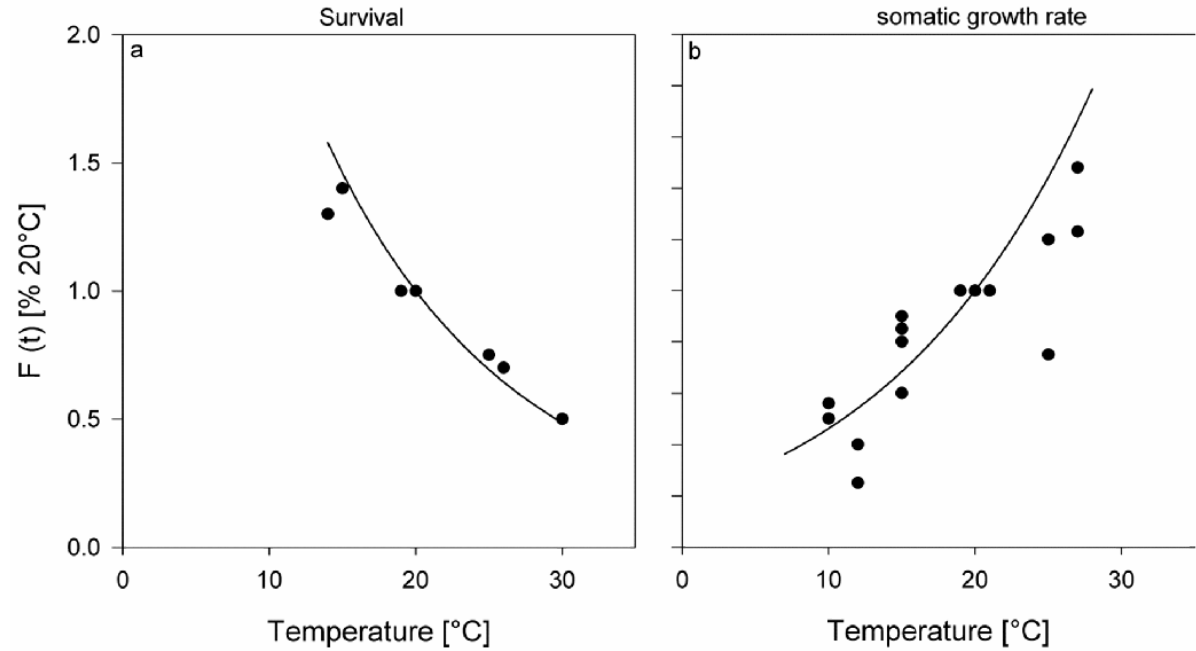 Survival
somatic growth rate
a
b
2.0
1.5
1.0
0.5
0.0
F (t) [% 20°C]
0
10
20
30
0
10
20
30
Temperature [°C]
Temperature [°C]